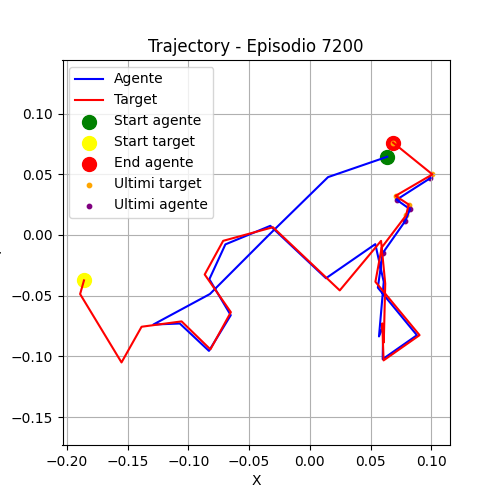 Trajectory - Episodio 7200
Agente
Target
Start agente
Start target
End agente
Ultimi target
Ultimi agente
0.10
0.05
0.00
−0.05
−0.10
−0.15
−0.20
−0.15
−0.10
−0.05
0.00
0.05
0.10
X